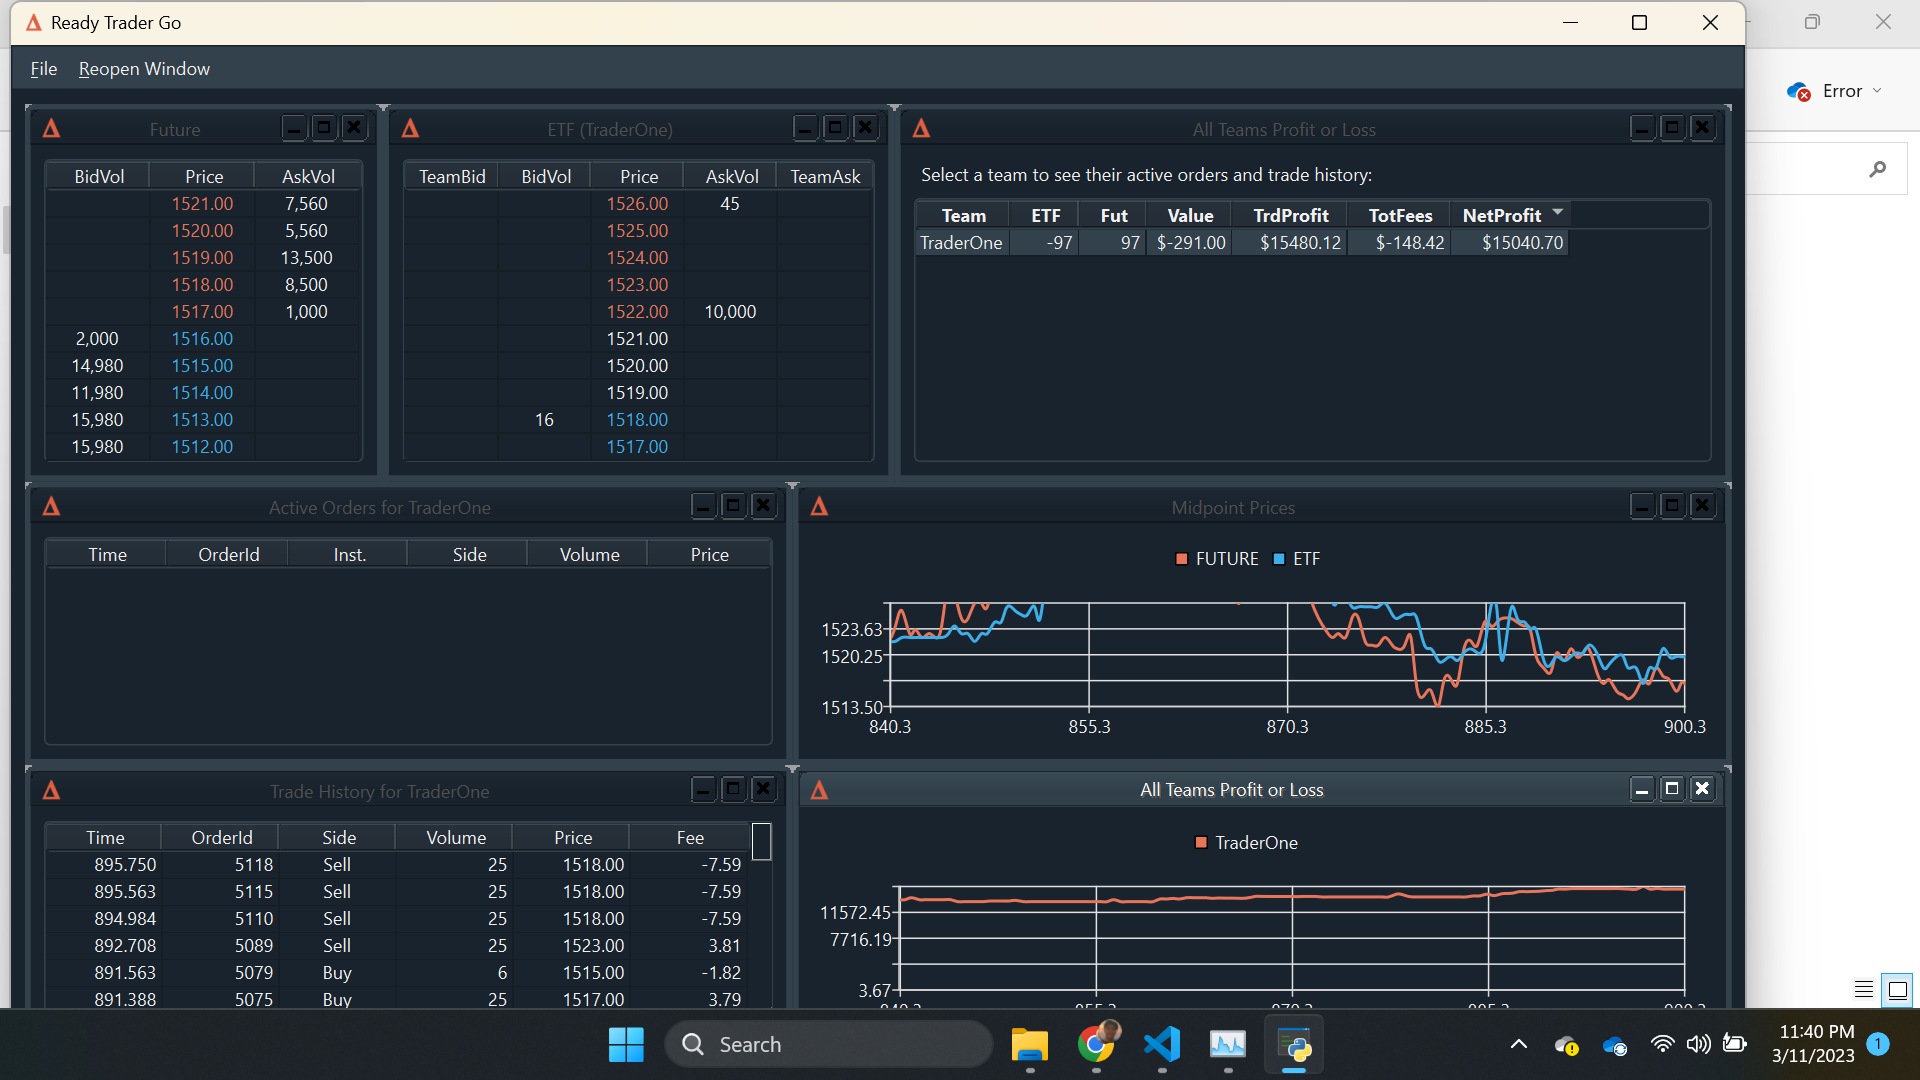 Ready Trader Go
File Reopen Window
Error
Future
BidVol Price AskVol
1521.00 7,560
1520.00 5,560
1519.00 13,500
1518.00 8,500
1517.00 1,000
2,000 1516.00
14,980 1515.00
11,980 1514.00
15,980 1513.00
15,980 1512.00
ETF (TraderOne)
TeamBid BidVol Price AskVol TeamAsk
1526.00 45
1525.00
1524.00
1523.00
1522.00 10,000
1521.00
1520.00
1519.00
16 1518.00
1517.00
All Teams Profit or Loss
Select a team to see their active orders and trade history:
Team ETF Fut Value TrdProfit TotFees NetProfit
TraderOne -97 97 $-291.00 $15480.12 $-148.42 $15040.70
Active Orders for TraderOne
Time OrderId Inst. Side Volume Price
Midpoint Prices
FUTURE ETF
1523.63
1520.25
1513.50
840.3 855.3 870.3 885.3 900.3
Trade History for TraderOne
Time OrderId Side Volume Price Fee
895.750 5118 Sell 25 1518.00 -7.59
895.563 5115 Sell 25 1518.00 -7.59
894.984 5110 Sell 25 1518.00 -7.59
892.708 5089 Sell 25 1523.00 3.81
891.563 5079 Buy 6 1515.00 -1.82
891.388 5075 Buy 25 1517.00 3.79
All Teams Profit or Loss
TraderOne
11572.45
7716.19
3.67
840.3 855.3 870.3 885.3 900.3
Search
11:40 PM
3/11/2023
1